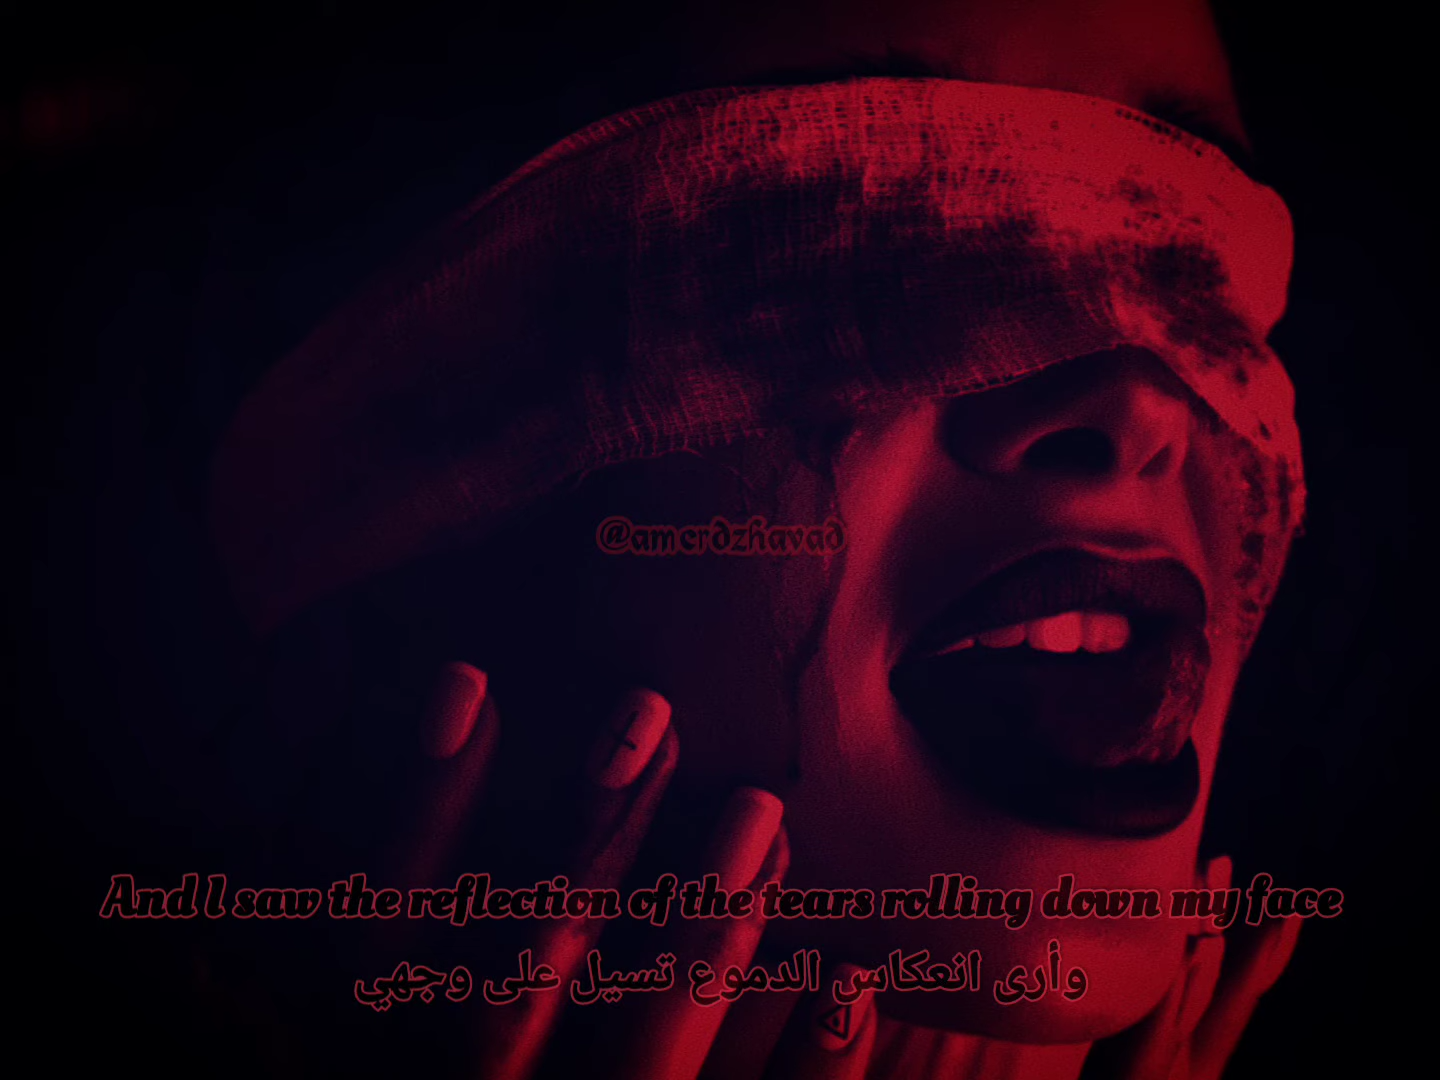 @amerdzhavad
And l saw the reflection of the tears rolling down my face
وأرى انعكاس الدموع تسيل على وجهي